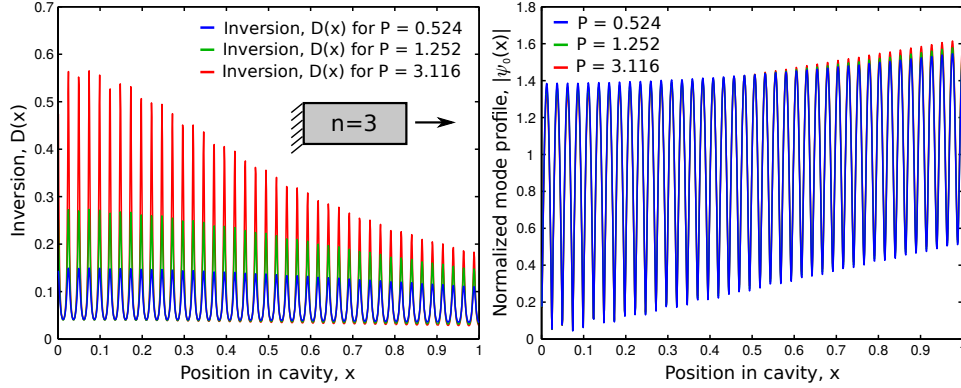 Inversion, D(x)
0.7
0.6
0.5
0.4
0.3
0.2
0.1
0
Inversion, D(x) for P = 0.524
Inversion, D(x) for P = 1.252
Inversion, D(x) for P = 3.116
n=3
0 0.1 0.2 0.3 0.4 0.5 0.6 0.7 0.8 0.9 1
Position in cavity, x
Normalized mode profile, |ψ₀(x)|
1.8
1.6
1.4
1.2
1
0.8
0.6
0.4
0.2
0
P = 0.524
P = 1.252
P = 3.116
0 0.1 0.2 0.3 0.4 0.5 0.6 0.7 0.8 0.9 1
Position in cavity, x